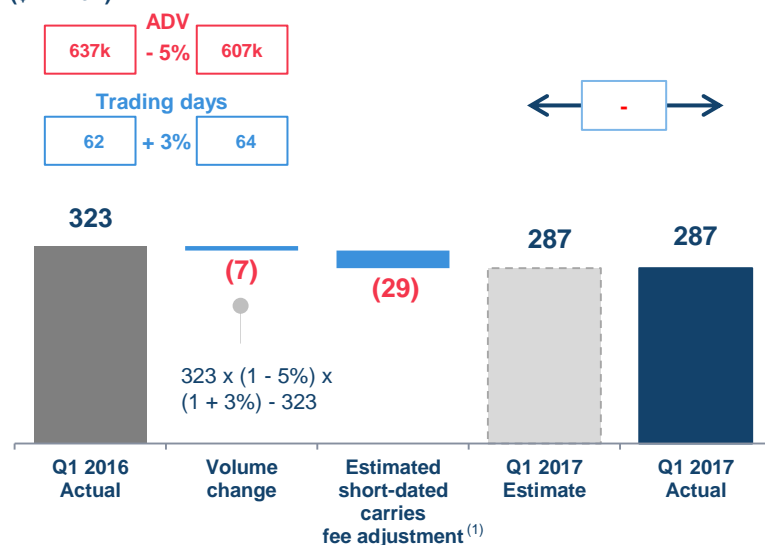 ADV
637k - 5% 607k
Trading days
62 + 3% 64
-
323
(7)
(29)
287
287
323 x (1 - 5%) x
(1 + 3%) - 323
Q1 2016
Actual
Volume
change
Estimated
short-dated
carries
fee adjustment (1)
Q1 2017
Estimate
Q1 2017
Actual